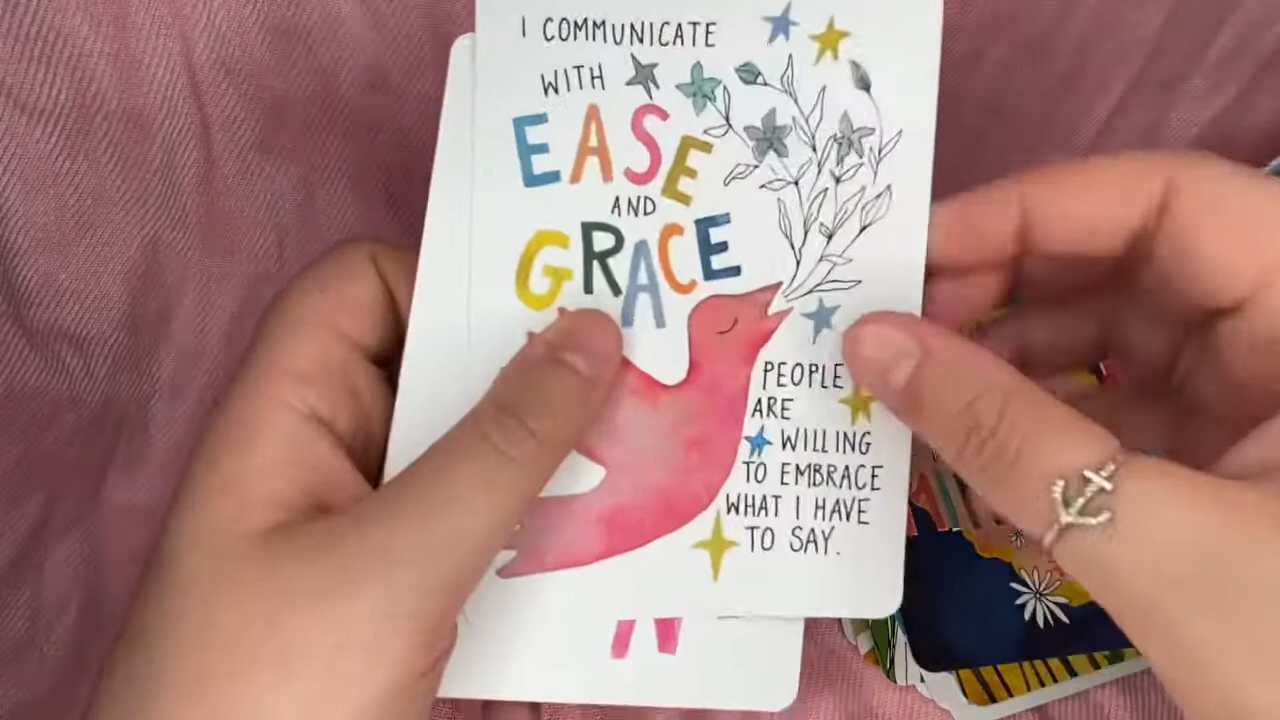 I COMMUNICATE
WITH
EASE
AND
GRACE
PEOPLE
ARE
WILLING
TO EMBRACE
WHAT I HAVE
TO SAY.